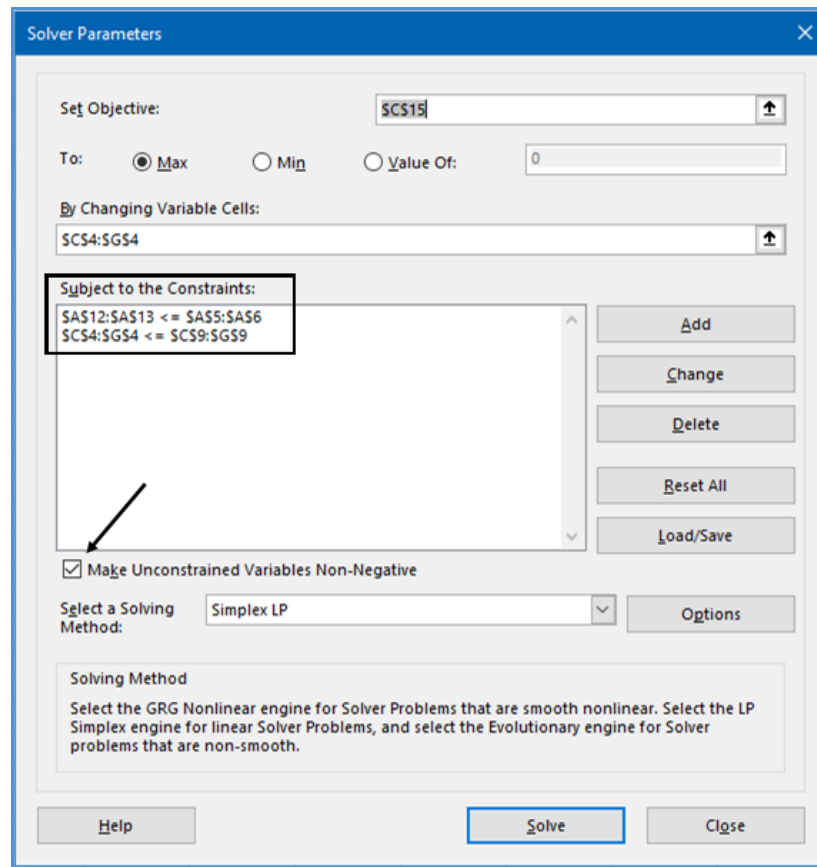 Solver Parameters
Set Objective:
$C$15
To:
Max
Min
Value Of:
0
By Changing Variable Cells:
$C$4:$G$4
Subject to the Constraints:
$A$12:$A$13 <= $A$5:$A$6
$C$4:$G$4 <= $C$9:$G$9
Add
Change
Delete
Reset All
Load/Save
Make Unconstrained Variables Non-Negative
Select a Solving
Method:
Simplex LP
Options
Solving Method
Select the GRG Nonlinear engine for Solver Problems that are smooth nonlinear. Select the LP
Simplex engine for linear Solver Problems, and select the Evolutionary engine for Solver
problems that are non-smooth.
Help
Solve
Close